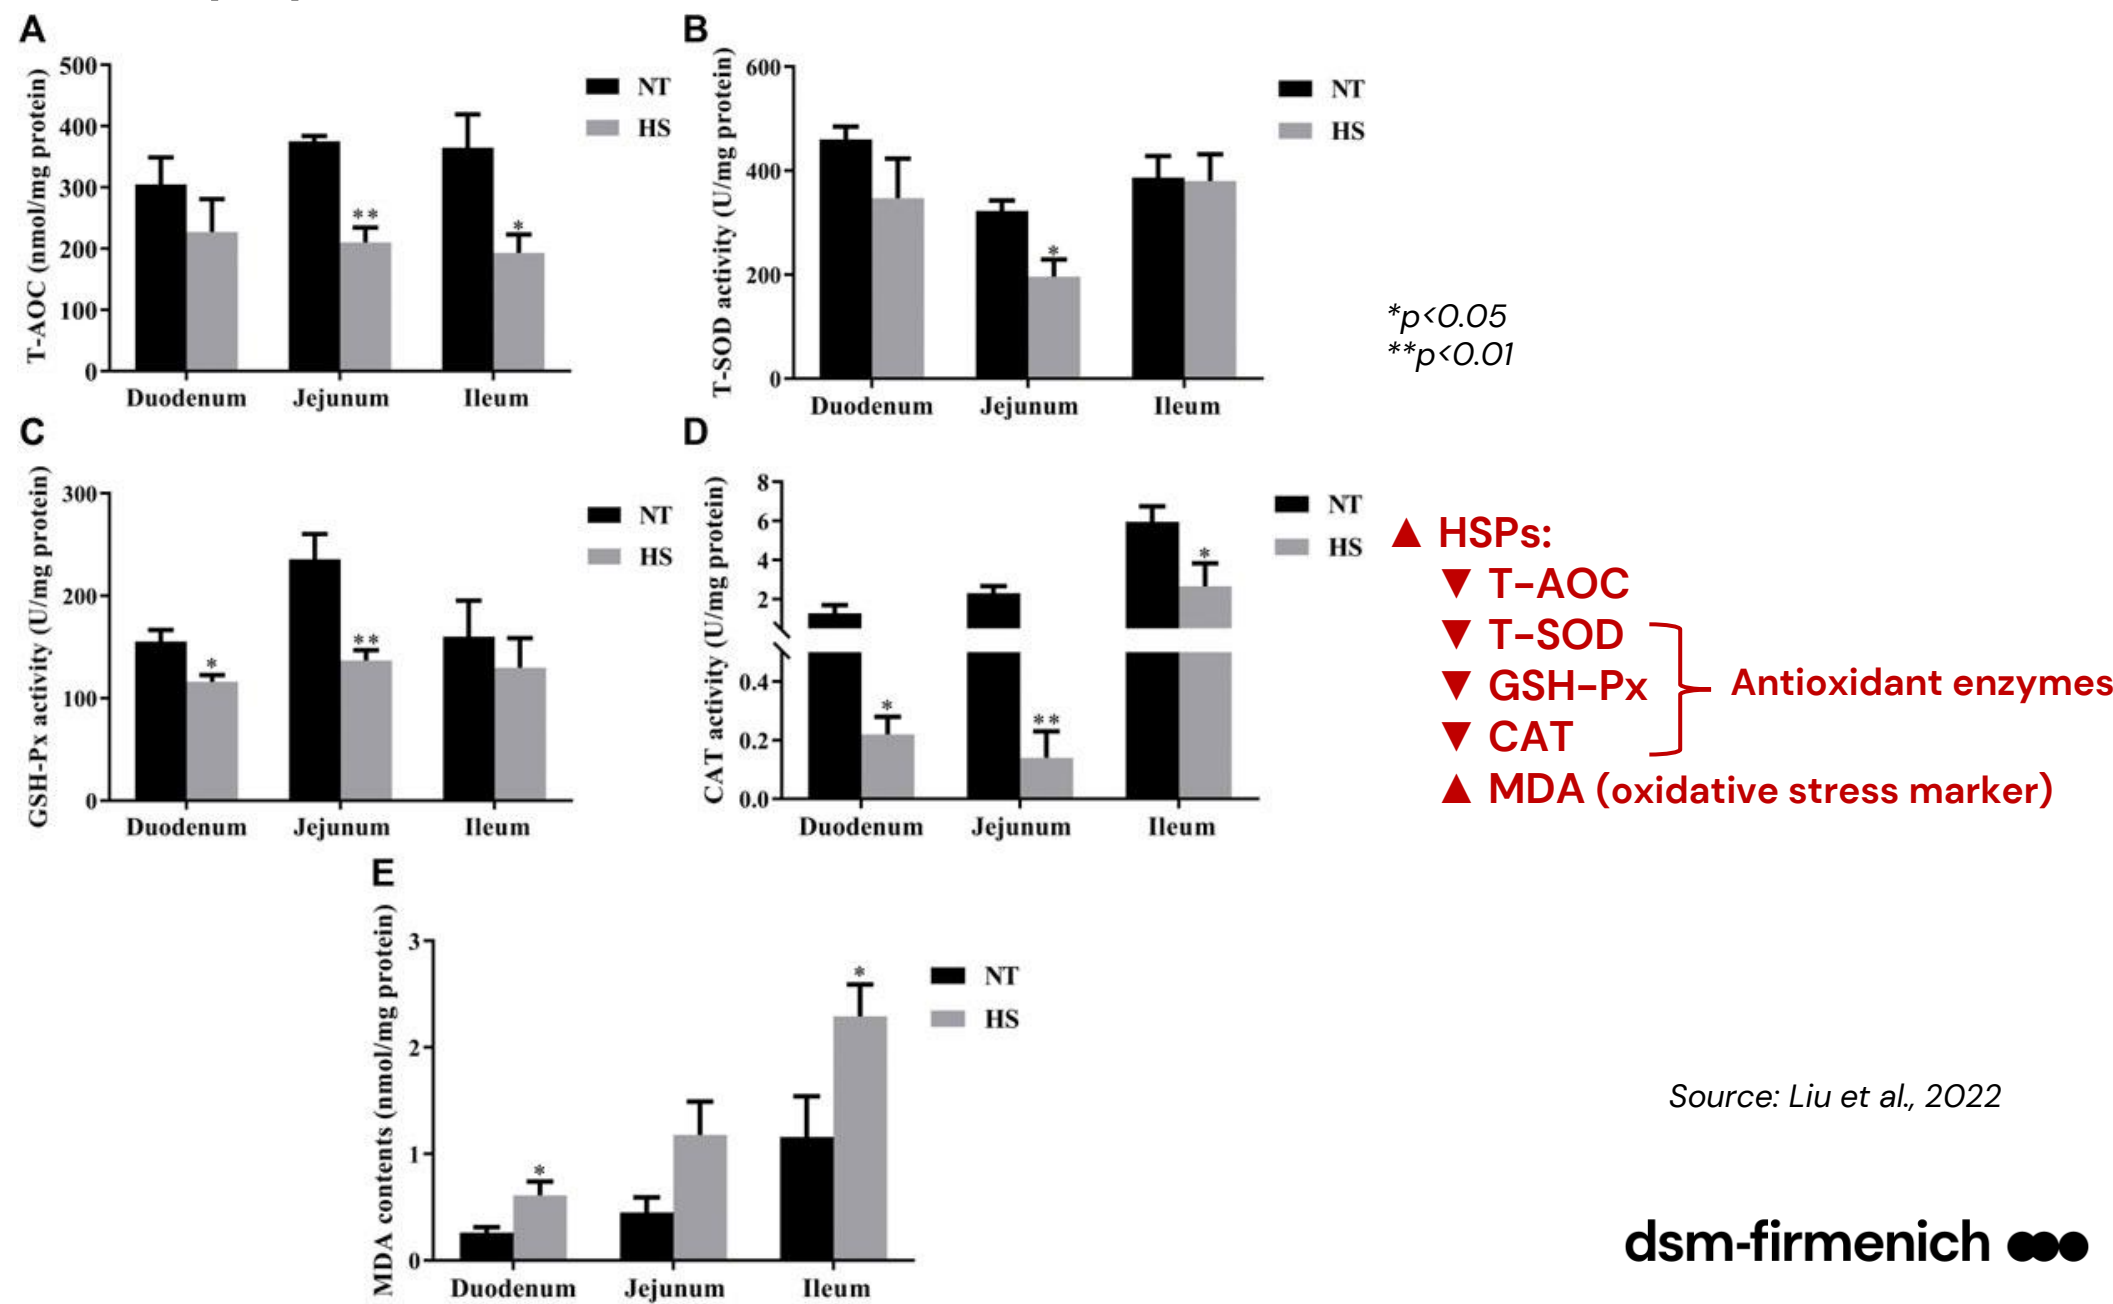 A
T-AOC (nmol/mg protein)
500
400
300
200
100
0
Duodenum
Jejunum
Ileum
**
*
NT
HS
B
T-SOD activity (U/mg protein)
600
400
200
0
Duodenum
Jejunum
Ileum
*
NT
HS
*p<0.05
**p<0.01
C
GSH-Px activity (U/mg protein)
300
200
100
0
Duodenum
Jejunum
Ileum
*
**
NT
HS
D
CAT activity (U/mg protein)
8
6
4
2
0.4
0.2
0.0
Duodenum
Jejunum
Ileum
*
**
*
NT
HS
▲ HSPs:
▼ T-AOC
▼ T-SOD
▼ GSH-Px
▼ CAT
Antioxidant enzymes
▲ MDA (oxidative stress marker)
E
MDA contents (nmol/mg protein)
3
2
1
0
Duodenum
Jejunum
Ileum
*
*
NT
HS
Source: Liu et al., 2022
dsm-firmenich